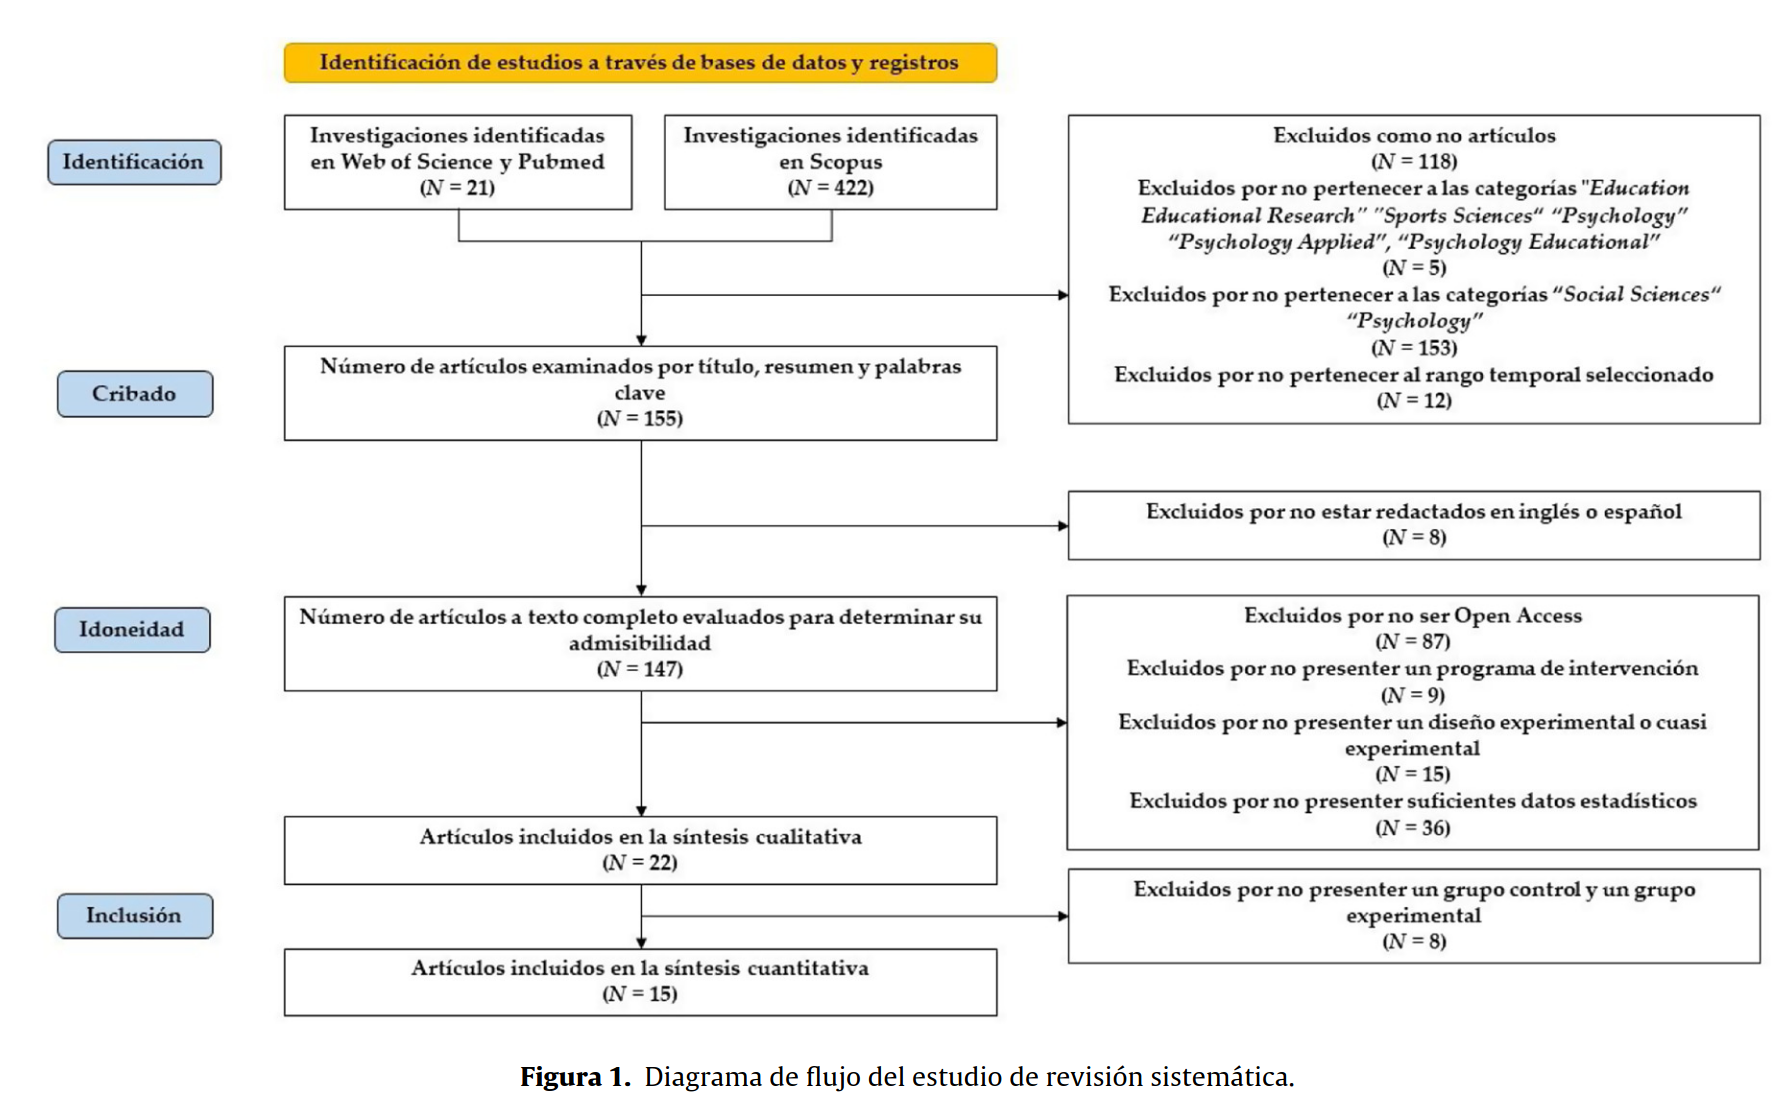 Identificación de estudios a través de bases de datos y registros
Identificación
Investigaciones identificadas
en Web of Science y Pubmed
(N = 21)
Investigaciones identificadas
en Scopus
(N = 422)
Excluidos como no artículos
(N = 118)
Excluidos por no pertenecer a las categorías "Education
Educational Research” ”Sports Sciences“ “Psychology”
“Psychology Applied”, “Psychology Educational”
(N = 5)
Excluidos por no pertenecer a las categorías “Social Sciences“
“Psychology”
(N = 153)
Excluidos por no pertenecer al rango temporal seleccionado
(N = 12)
Cribado
Número de artículos examinados por título, resumen y palabras
clave
(N = 155)
Excluidos por no estar redactados en inglés o español
(N = 8)
Idoneidad
Número de artículos a texto completo evaluados para determinar su
admisibilidad
(N = 147)
Excluidos por no ser Open Access
(N = 87)
Excluidos por no presentar un programa de intervención
(N = 9)
Excluidos por no presenter un diseño experimental o cuasi
experimental
(N = 15)
Excluidos por no presentar suficientes datos estadísticos
(N = 36)
Artículos incluidos en la síntesis cualitativa
(N = 22)
Inclusión
Excluidos por no presentar un grupo control y un grupo
experimental
(N = 8)
Artículos incluidos en la síntesis cuantitativa
(N = 15)
Figura 1. Diagrama de flujo del estudio de revisión sistemática.